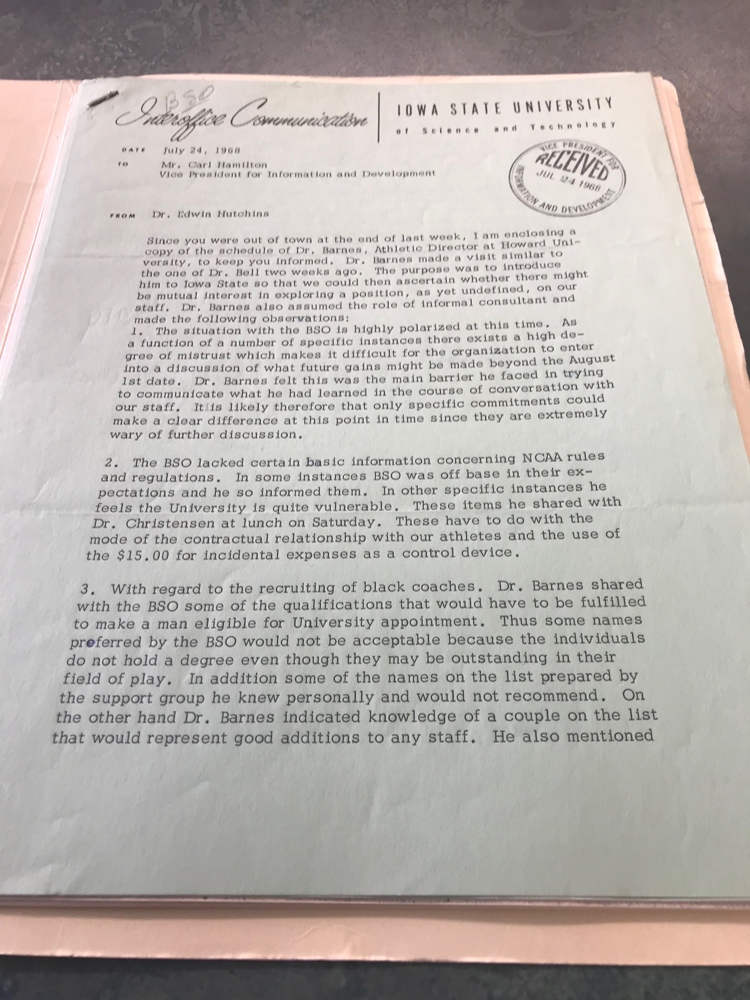 BSO
Interoffice Communication
IOWA STATE UNIVERSITY
of Science and Technology
DATE July 24, 1968
TO Mr. Carl Hamilton
Vice President for Information and Development
VICE PRESIDENT FOR
RECEIVED
JUL 24 1968
INFORMATION AND DEVELOPMENT
FROM Dr. Edwin Hutchins
Since you were out of town at the end of last week, I am enclosing a
copy of the schedule of Dr. Barnes, Athletic Director at Howard Uni-
versity, to keep you informed. Dr. Barnes made a visit similar to
the one of Dr. Bell two weeks ago. The purpose was to introduce
him to Iowa State so that we could then ascertain whether there might
be mutual interest in exploring a position, as yet undefined, on our
staff. Dr. Barnes also assumed the role of informal consultant and
made the following observations:
1. The situation with the BSO is highly polarized at this time. As
a function of a number of specific instances there exists a high de-
gree of mistrust which makes it difficult for the organization to enter
into a discussion of what future gains might be made beyond the August
1st date. Dr. Barnes felt this was the main barrier he faced in trying
to communicate what he had learned in the course of conversation with
our staff. It is likely therefore that only specific commitments could
make a clear difference at this point in time since they are extremely
wary of further discussion.
2. The BSO lacked certain basic information concerning NCAA rules
and regulations. In some instances BSO was off base in their ex-
pectations and he so informed them. In other specific instances he
feels the University is quite vulnerable. These items he shared with
Dr. Christensen at lunch on Saturday. These have to do with the
mode of the contractual relationship with our athletes and the use of
the $15.00 for incidental expenses as a control device.
3. With regard to the recruiting of black coaches. Dr. Barnes shared
with the BSO some of the qualifications that would have to be fulfilled
to make a man eligible for University appointment. Thus some names
preferred by the BSO would not be acceptable because the individuals
do not hold a degree even though they may be outstanding in their
field of play. In addition some of the names on the list prepared by
the support group he knew personally and would not recommend. On
the other hand Dr. Barnes indicated knowledge of a couple on the list
that would represent good additions to any staff. He also mentioned